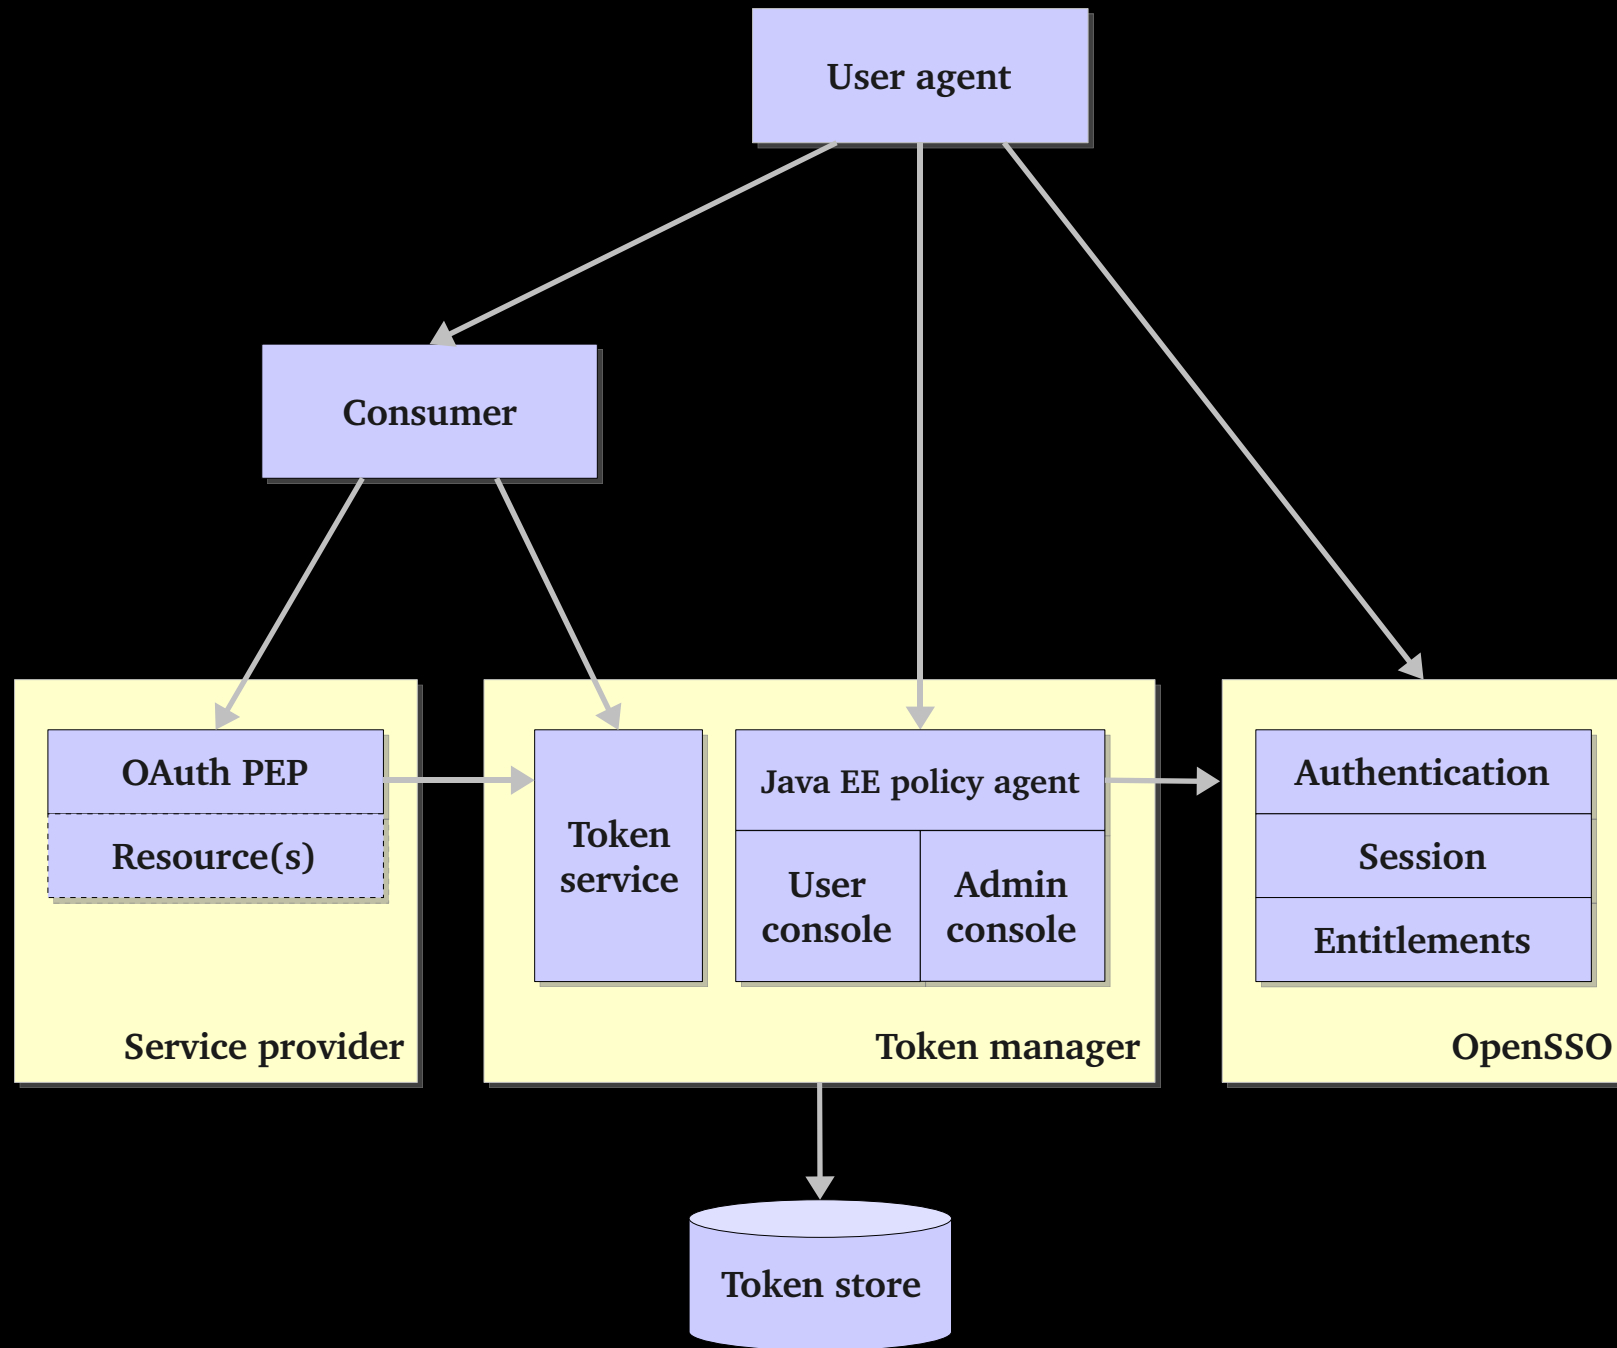 User agent
Consumer
OAuth PEP
Resource(s)
Service provider
Token
service
Java EE policy agent
User
console
Admin
console
Token manager
Authentication
Session
Entitlements
OpenSSO
Token store